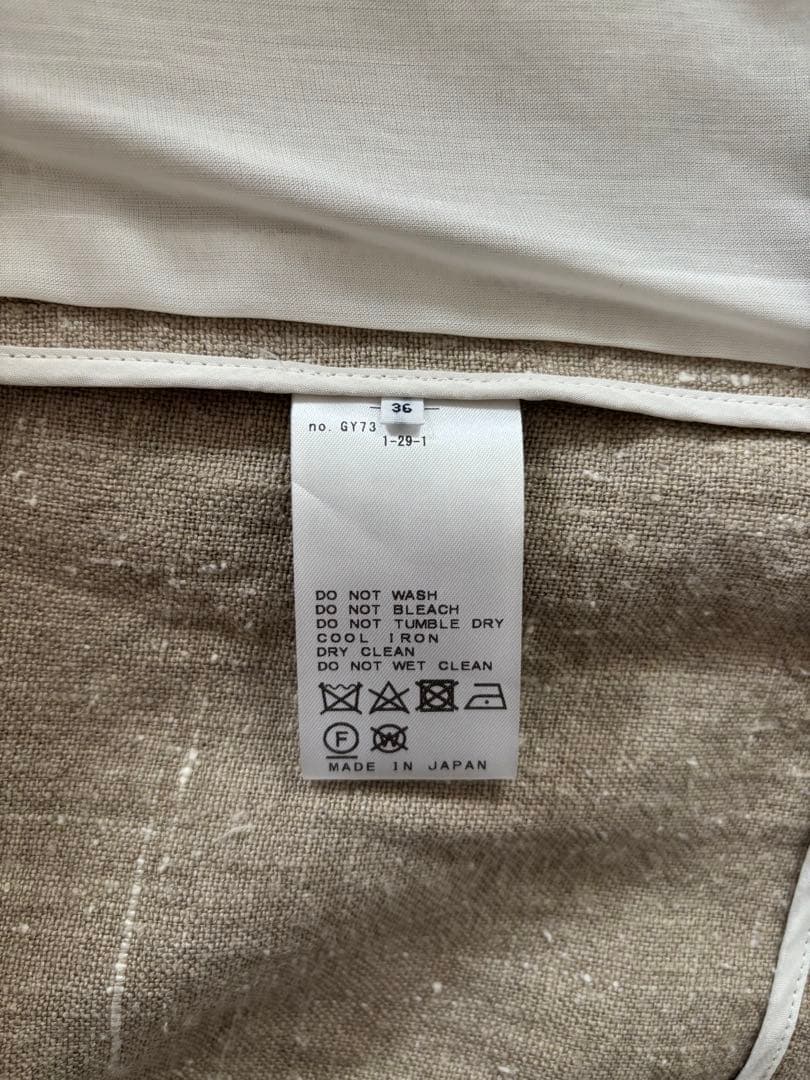 36
no. GY73
1-29-1
DO NOT WASH
DO NOT BLEACH
DO NOT TUMBLE DRY
COOL IRON
DRY CLEAN
DO NOT WET CLEAN
F W
MADE IN JAPAN